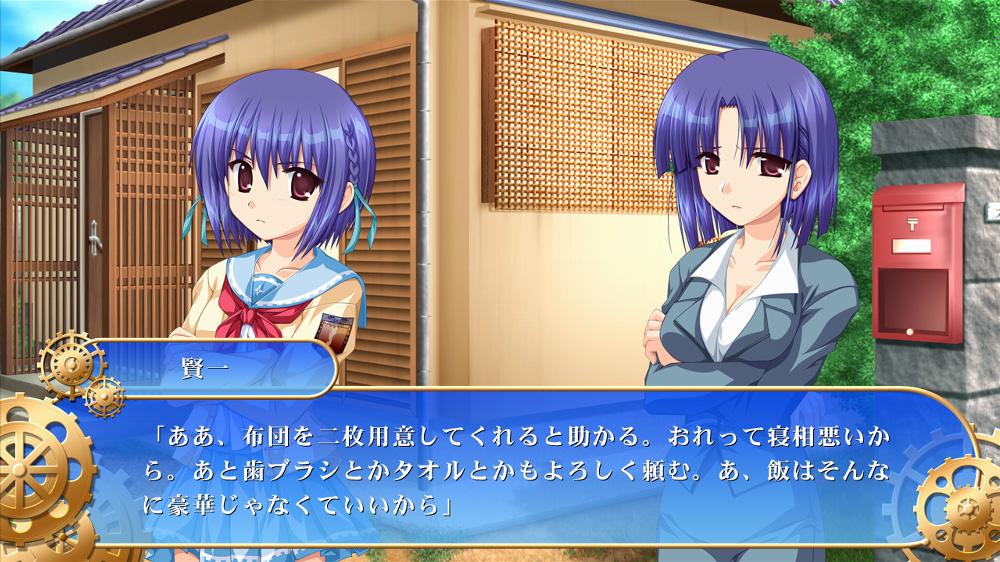 賢一
「ああ、布団を二枚用意してくれると助かる。おれって寝相悪いか
ら。あと歯ブラシとかタオルとかもよろしく頼む。あ、飯はそんな
に豪華じゃなくていいから」
〒